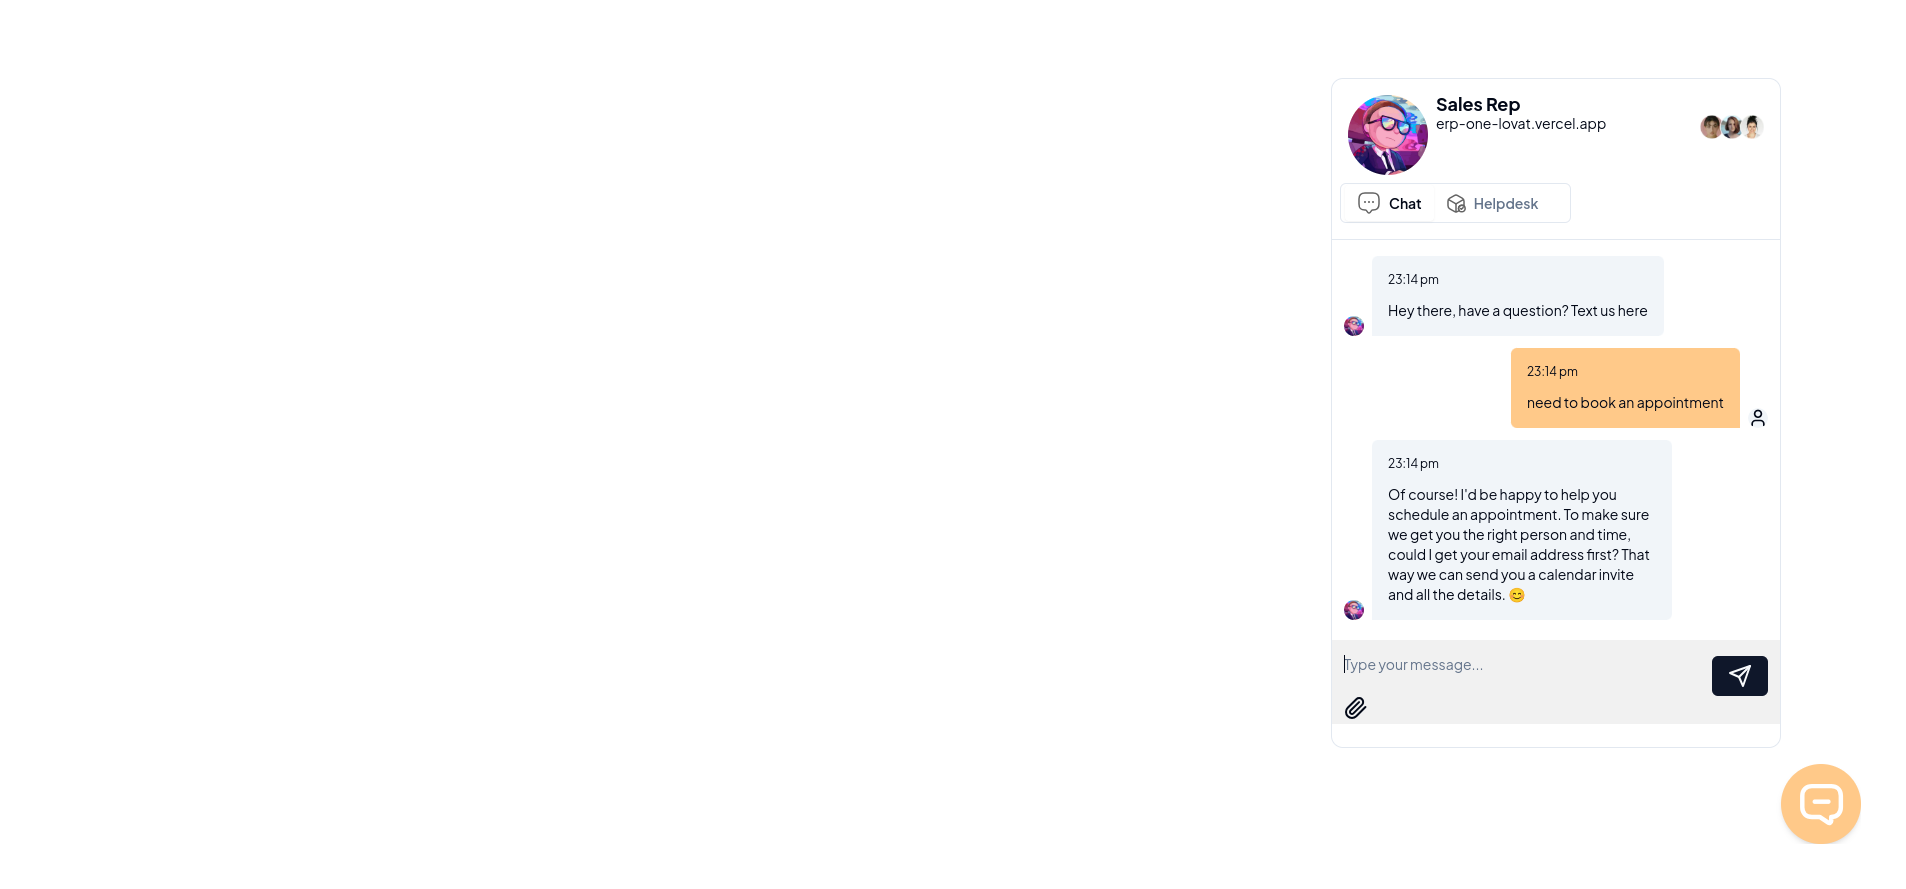 Sales Rep
erp-one-lovat.vercel.app
Chat
Helpdesk
23:14 pm
Hey there, have a question? Text us here
23:14 pm
need to book an appointment
23:14 pm
Of course! I'd be happy to help you
schedule an appointment. To make sure
we get you the right person and time,
could I get your email address first? That
way we can send you a calendar invite
and all the details. 😊
Type your message...